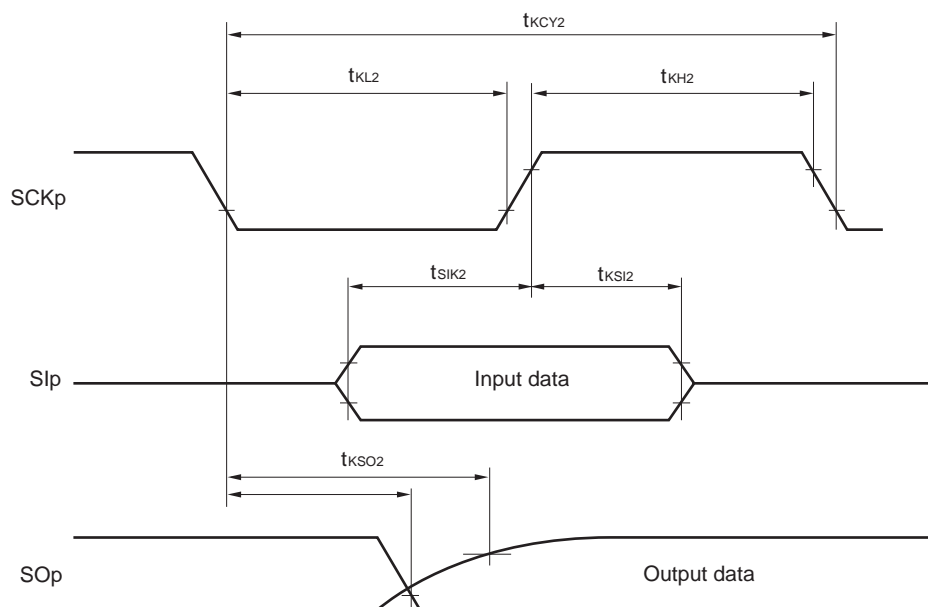 tKCY2
tKL2
tKH2
SCKp
tSIK2
tKSI2
SIp
Input data
tKSO2
SOp
Output data